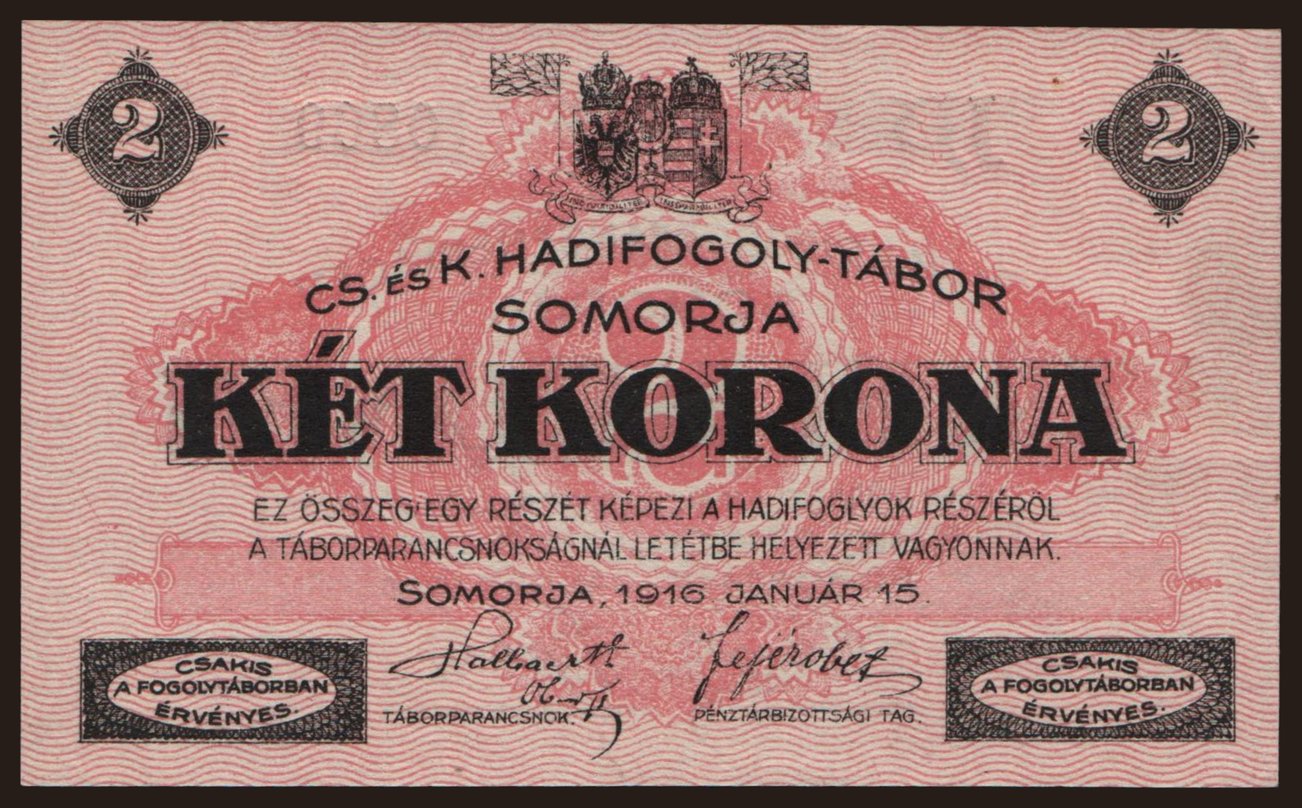 2
2
CS. ÉS K. HADIFOGOLY-TÁBOR
SOMORJA
2
KÉT KORONA
EZ ÖSSZEG EGY RÉSZÉT KÉPEZI A HADIFOGLYOK RÉSZÉRŐL
A TÁBORPARANCSNOKSÁGNÁL LETÉTBE HELYEZETT VAGYONNAK.
SOMORJA, 1916 JANUÁR 15.
CSAKIS
A FOGOLYTÁBORBAN
ÉRVÉNYES.
TÁBORPARANCSNOK.
PÉNZTÁRBIZOTTSÁGI TAG.
CSAKIS
A FOGOLYTÁBORBAN
ÉRVÉNYES.